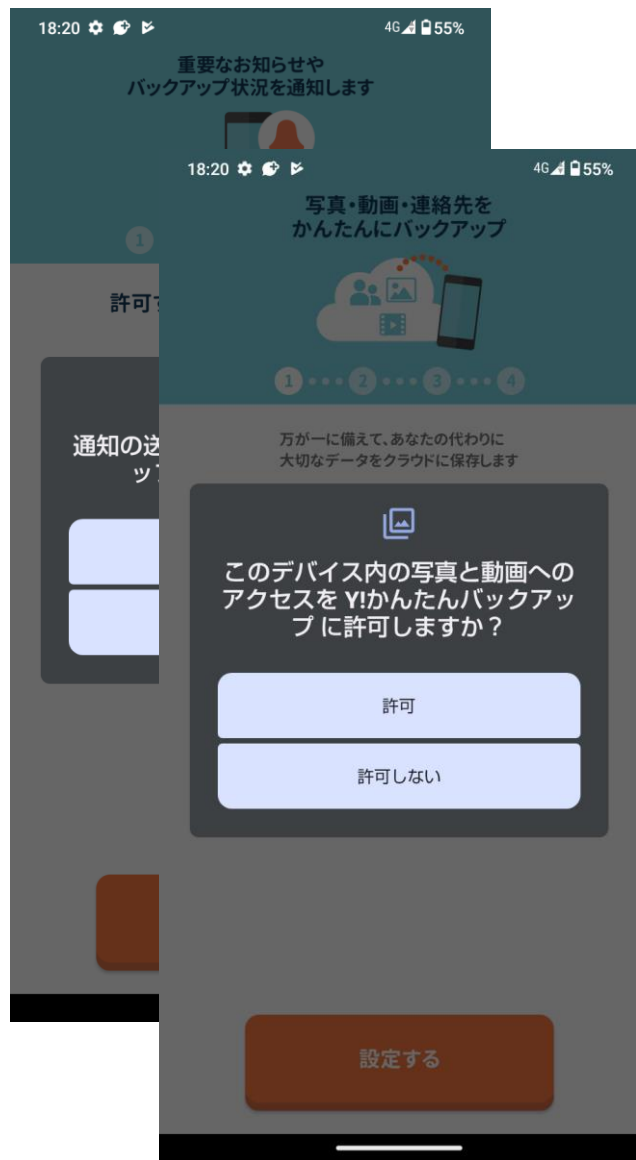 18:20
4G
55%
重要なお知らせや
バックアップ状況を通知します
1
許可
通知の送
ッ
18:20
4G
55%
写真・動画・連絡先を
かんたんにバックアップ
1
2
3
4
万が一に備えて、あなたの代わりに
大切なデータをクラウドに保存します
このデバイス内の写真と動画への
アクセスを Y!かんたんバックアッ
プ に許可しますか？
許可
許可しない
設定する